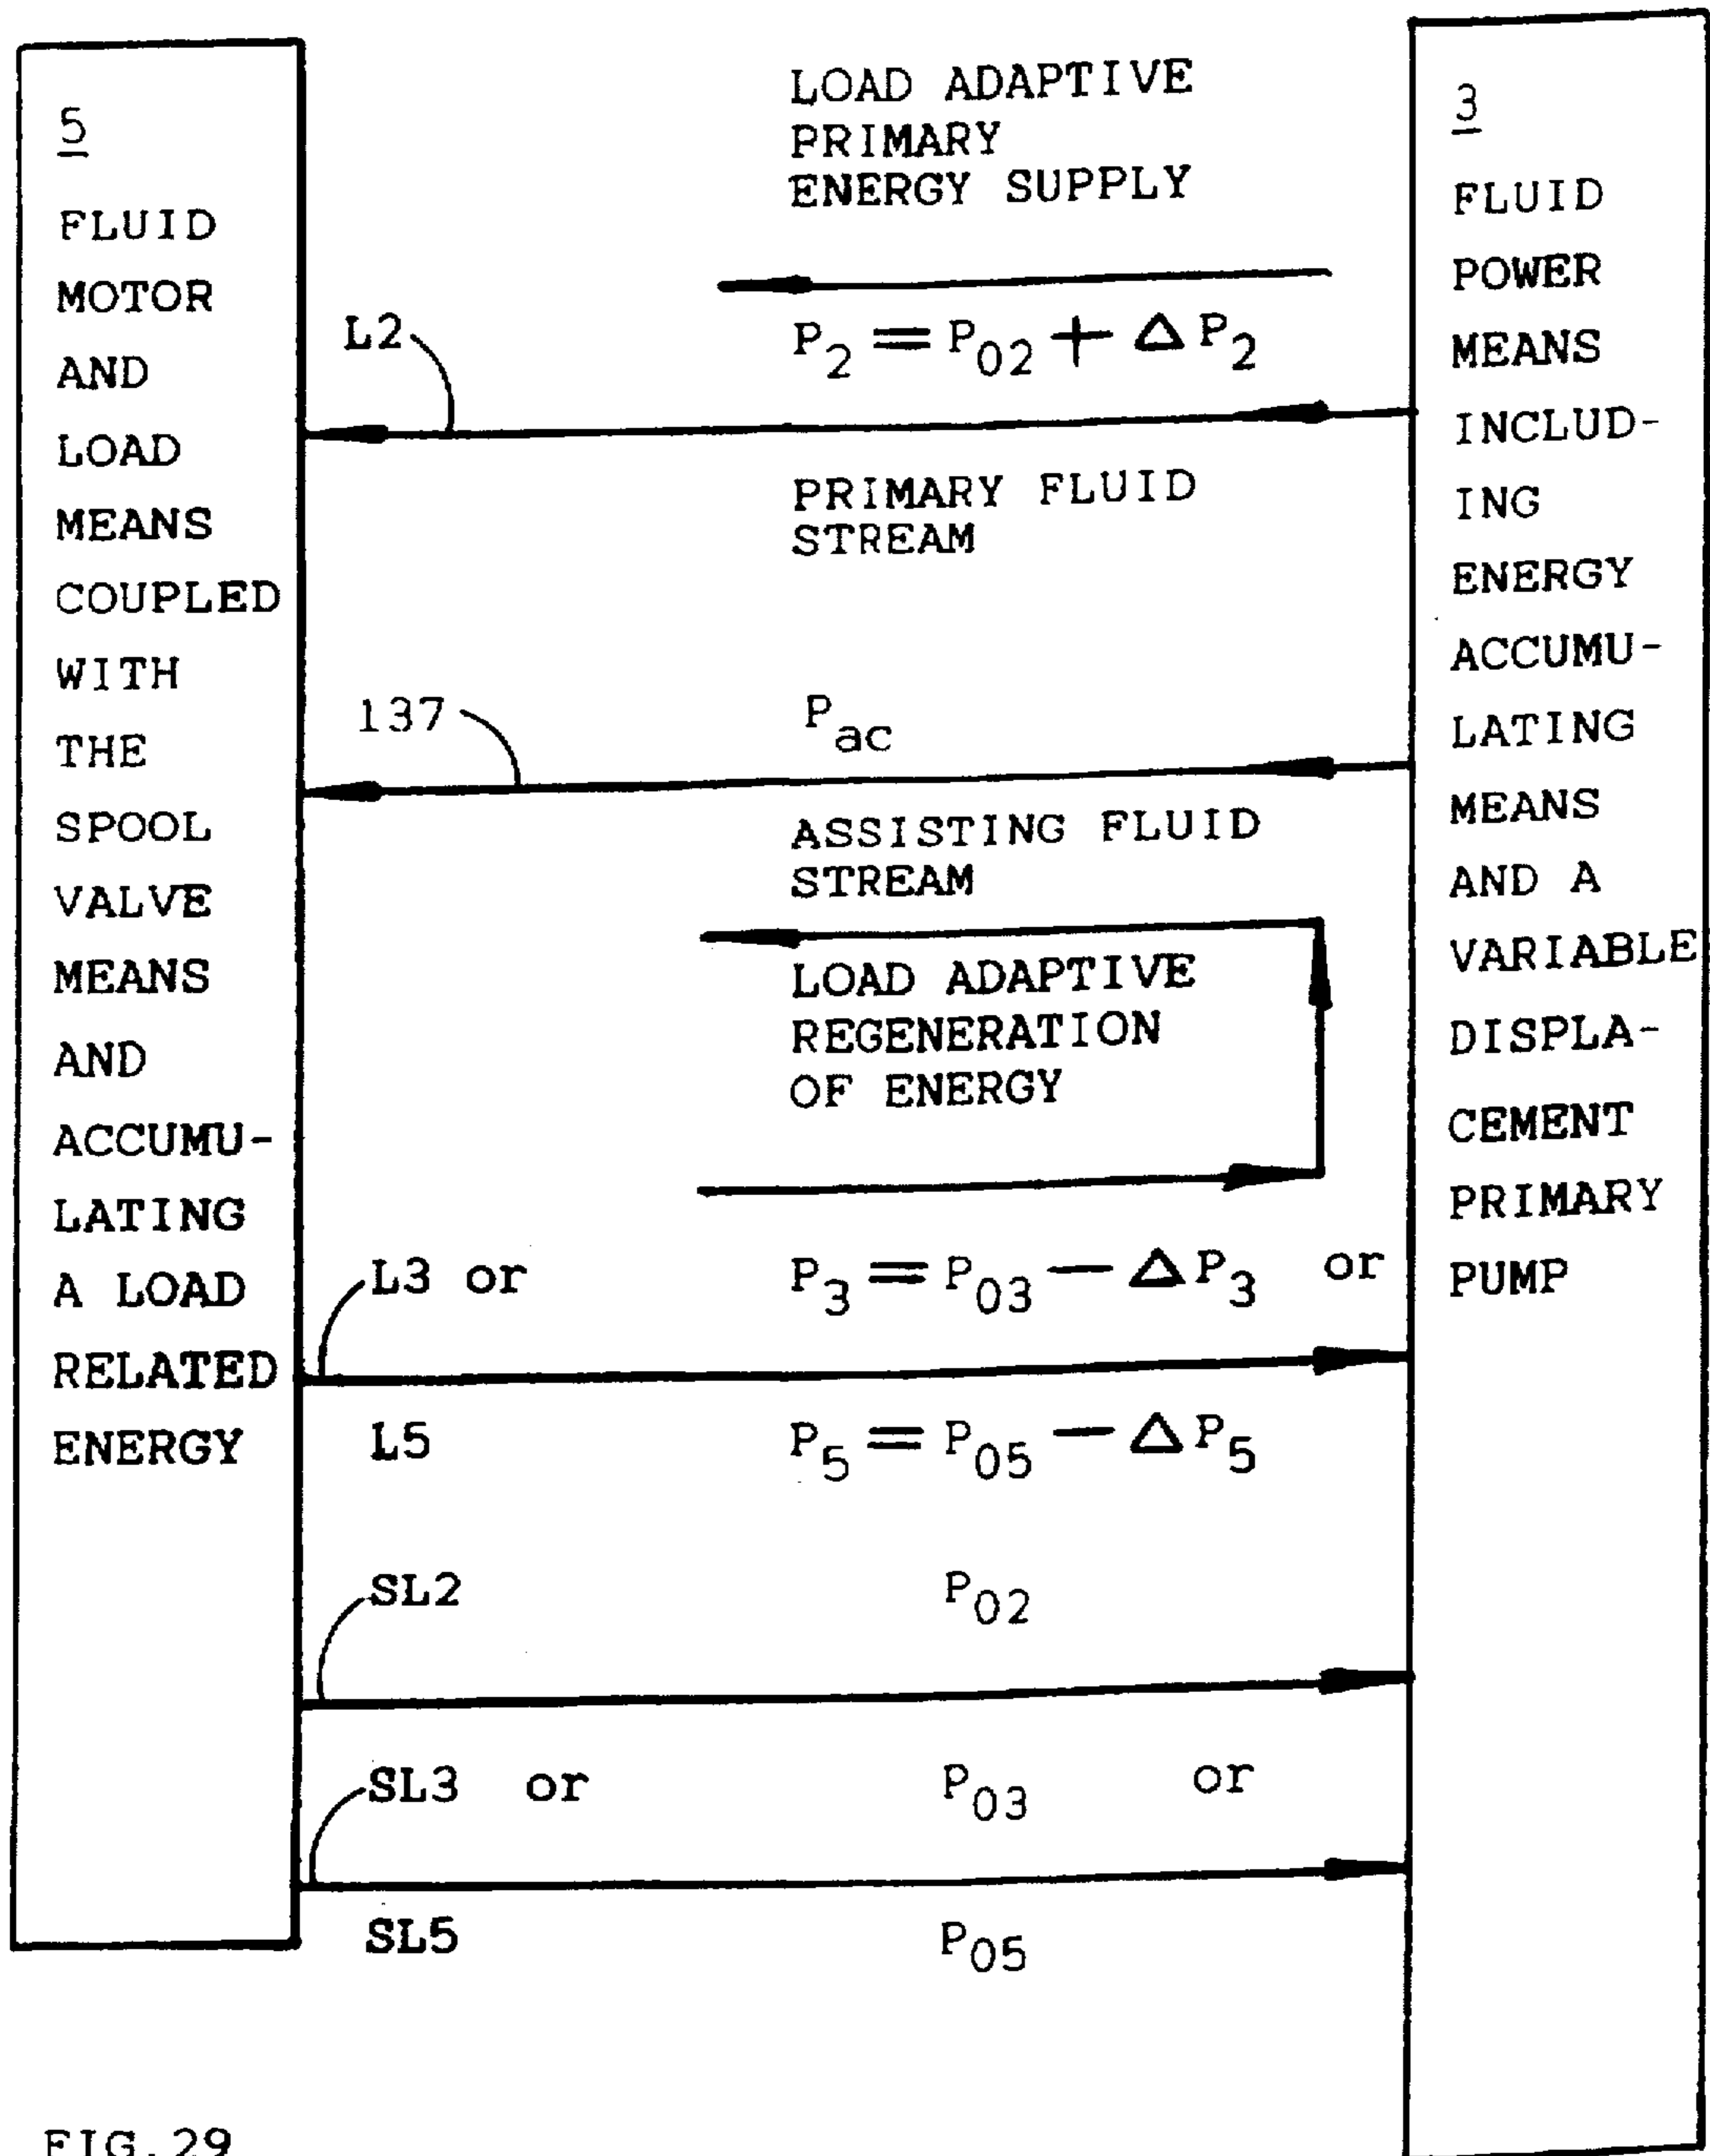 5
FLUID
MOTOR
AND
LOAD
MEANS
COUPLED
WITH
THE
SPOOL
VALVE
MEANS
AND
ACCUMU-
LATING
A LOAD
RELATED
ENERGY
LOAD ADAPTIVE
PRIMARY
ENERGY SUPPLY
L2
P2 = P02 + Δ P2
PRIMARY FLUID
STREAM
137
Pac
ASSISTING FLUID
STREAM
LOAD ADAPTIVE
REGENERATION
OF ENERGY
L3 or
P3 = P03 − Δ P3 or
L5
P5 = P05 − Δ P5
SL2
P02
SL3 or
P03 or
SL5
P05
3
FLUID
POWER
MEANS
INCLUD-
ING
ENERGY
ACCUMU-
LATING
MEANS
AND A
VARIABLE
DISPLA-
CEMENT
PRIMARY
PUMP
FIG.29